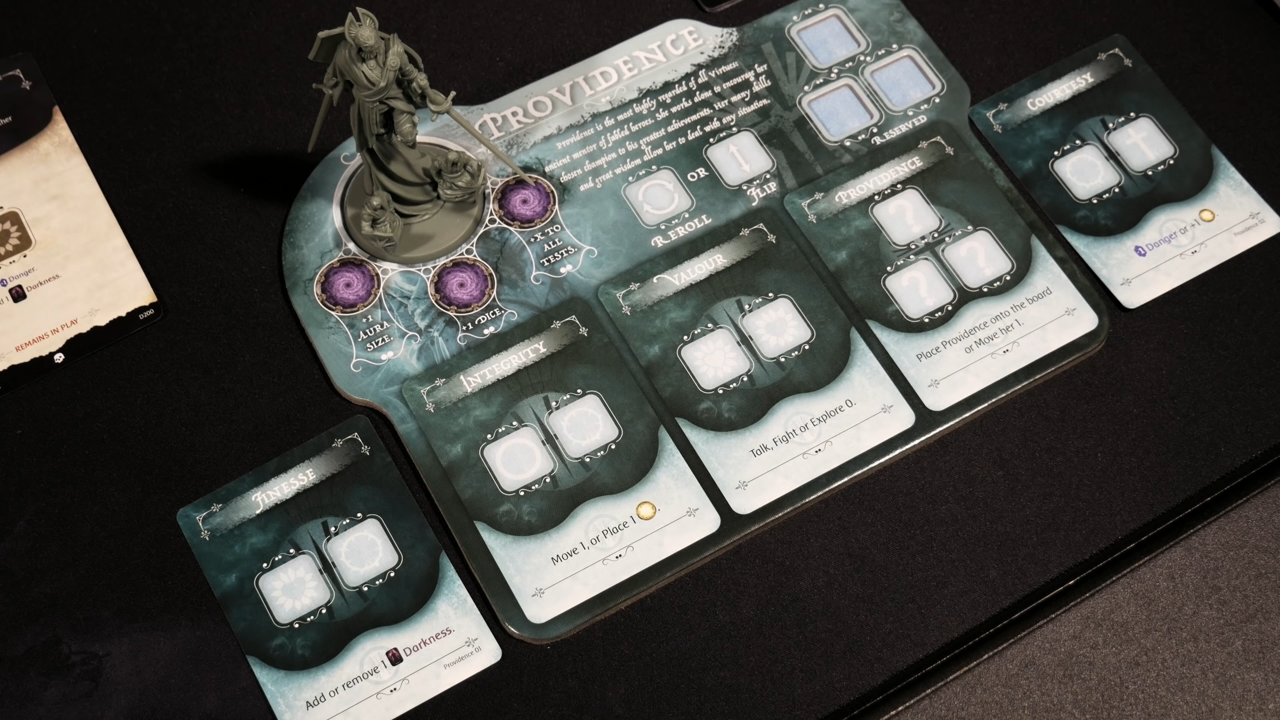 PROVIDENCE
Providence is the most highly regarded of all Virtues:
ancient mentor of fabled heroes. She works alone to encourage her
chosen champion to his greatest achievements. Her many skills
and great wisdom allow her to deal with any situation.
REROLL
OR
FLIP
RESERVED
+1
AURA
SIZE.
+1 DICE.
+X TO
ALL
TESTS.
FINESSE
Add or remove 1 Darkness.
Providence 01
INTEGRITY
Move 1, or Place 1 .
VALOUR
Talk, Fight or Explore 0.
PROVIDENCE
? ? ?
Place Providence onto the board
or Move her 1.
COURTESY
Danger or +1
Danger.
1 Darkness.
REMAINS IN PLAY
D200